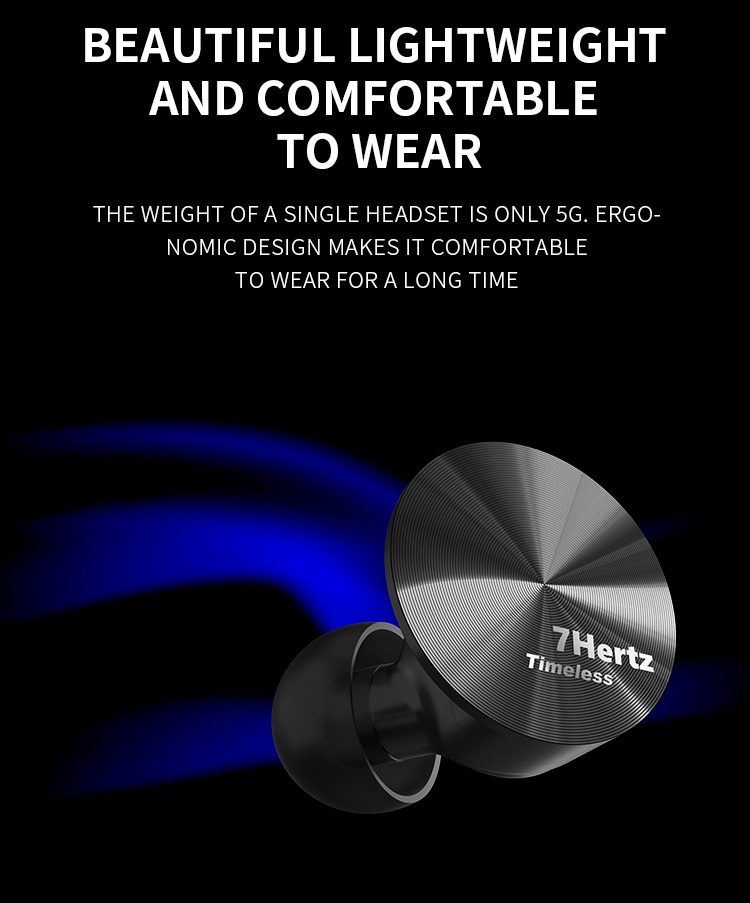 BEAUTIFUL LIGHTWEIGHT
AND COMFORTABLE
TO WEAR
THE WEIGHT OF A SINGLE HEADSET IS ONLY 5G. ERGO-
NOMIC DESIGN MAKES IT COMFORTABLE
TO WEAR FOR A LONG TIME
7Hertz
Timeless